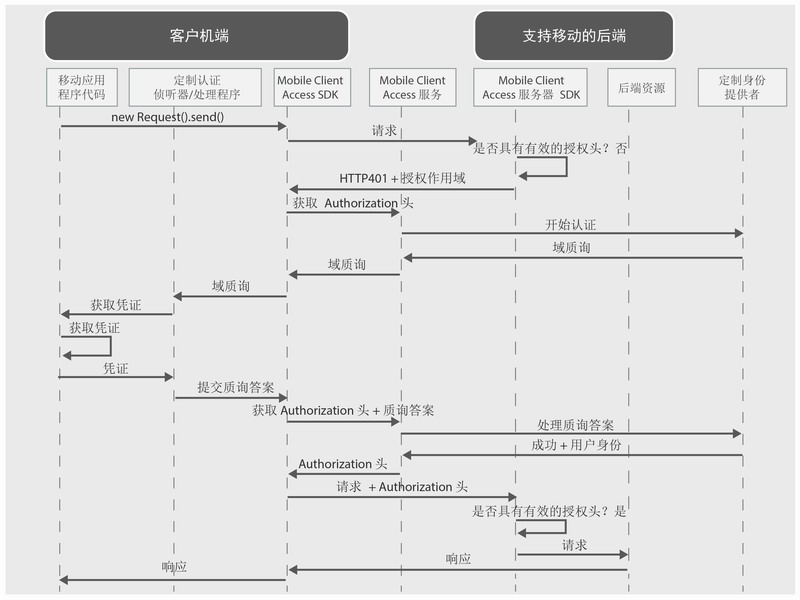 客户机端
支持移动的后端
移动应用
程序代码
定制认证
侦听器/处理程序
Mobile Client
Access SDK
Mobile Client
Access 服务
Mobile Client
Access 服务器 SDK
后端资源
定制身份
提供者
new Request().send()
请求
是否具有有效的授权头？否
HTTP401 + 授权作用域
获取 Authorization 头
开始认证
域质询
域质询
域质询
获取凭证
获取凭证
凭证
提交质询答案
获取 Authorization 头 + 质询答案
处理质询答案
成功 + 用户身份
Authorization 头
请求 + Authorization 头
是否具有有效的授权头？是
请求
响应
响应